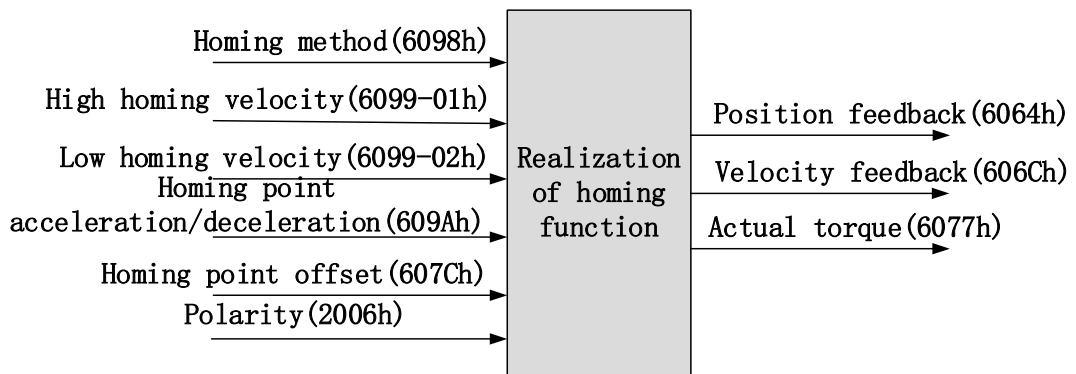 Homing method(6098h)
High homing velocity(6099-01h)
Low homing velocity(6099-02h)
Homing point
acceleration/deceleration(609Ah)
Homing point offset(607Ch)
Polarity(2006h)
Realization
of homing
function
Position feedback(6064h)
Velocity feedback(606Ch)
Actual torque(6077h)